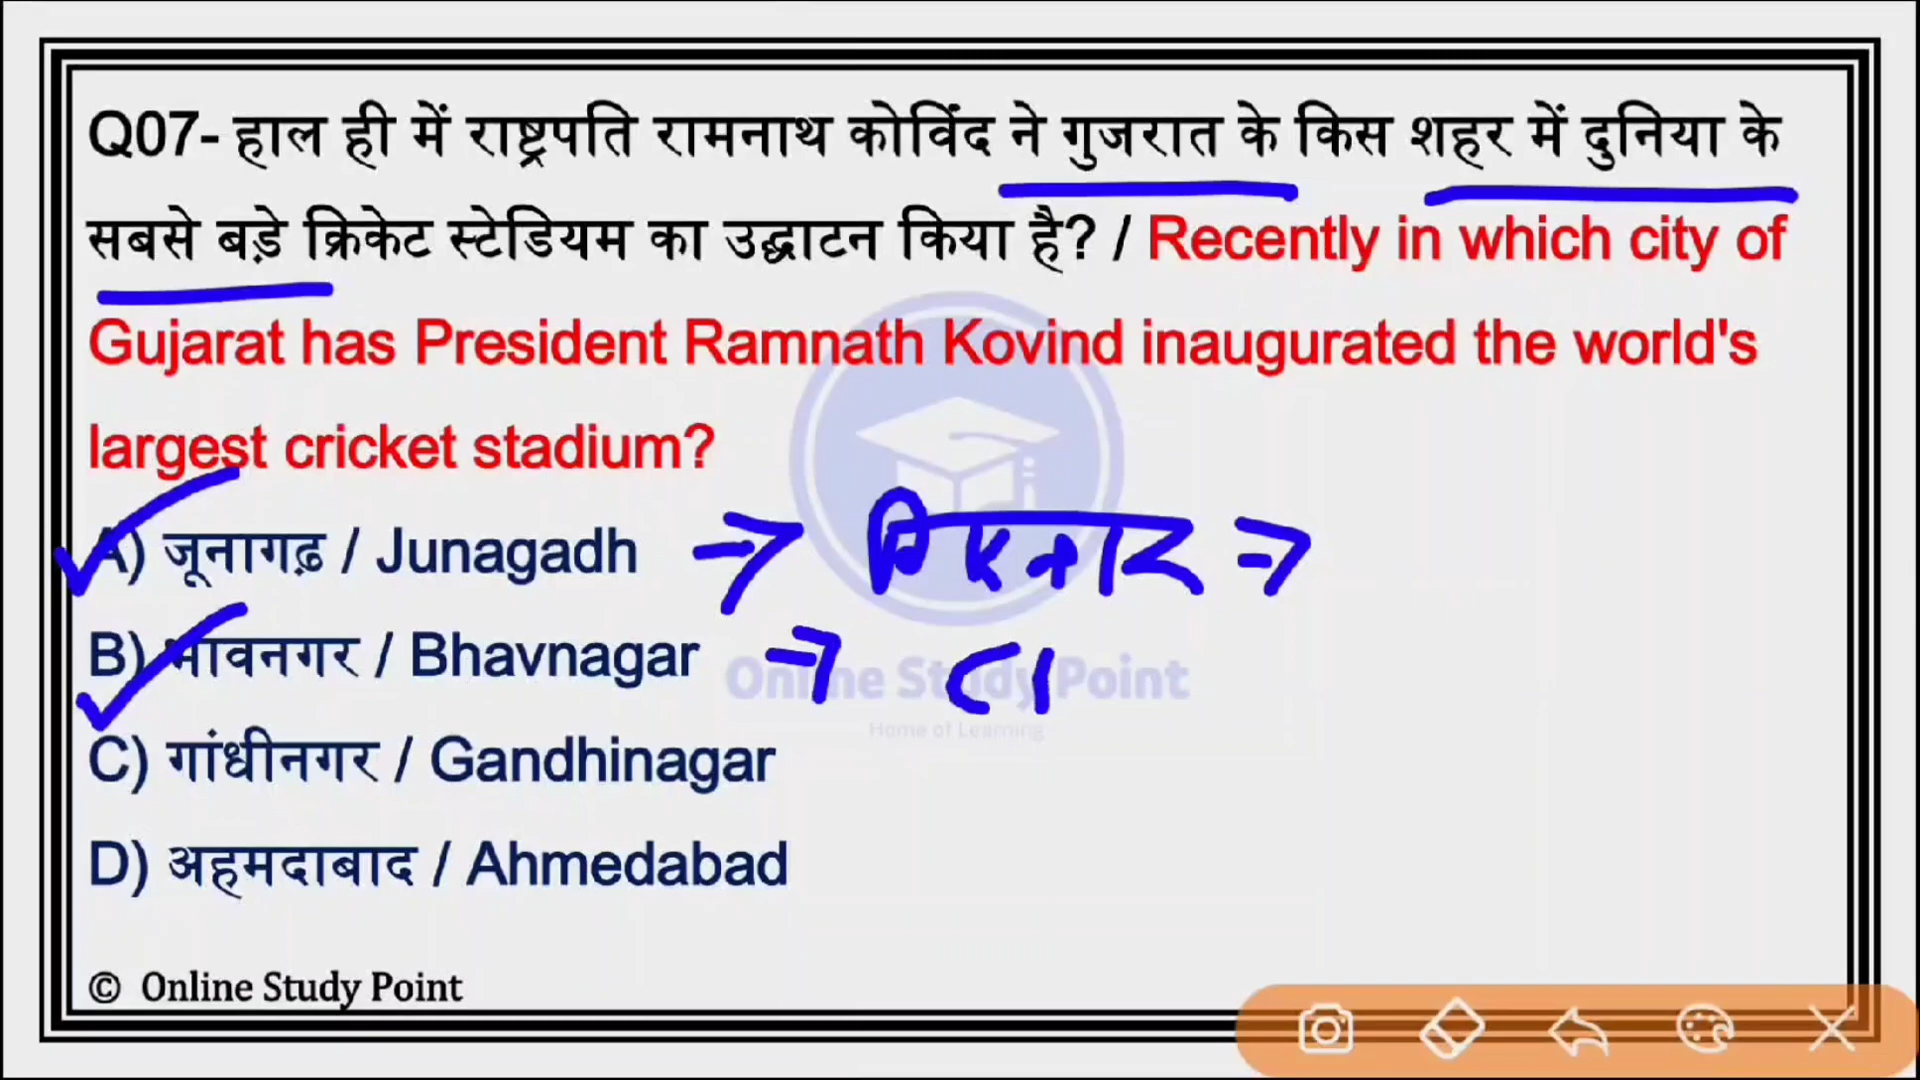 Q07- हाल ही में राष्ट्रपति रामनाथ कोविंद ने गुजरात के किस शहर में दुनिया के
सबसे बड़े क्रिकेट स्टेडियम का उद्घाटन किया है? / Recently in which city of
Gujarat has President Ramnath Kovind inaugurated the world's
largest cricket stadium?
A) जूनागढ़ / Junagadh
B) भावनगर / Bhavnagar
Online Study Point
Home of Learning
C) गांधीनगर / Gandhinagar
D) अहमदाबाद / Ahmedabad
© Online Study Point